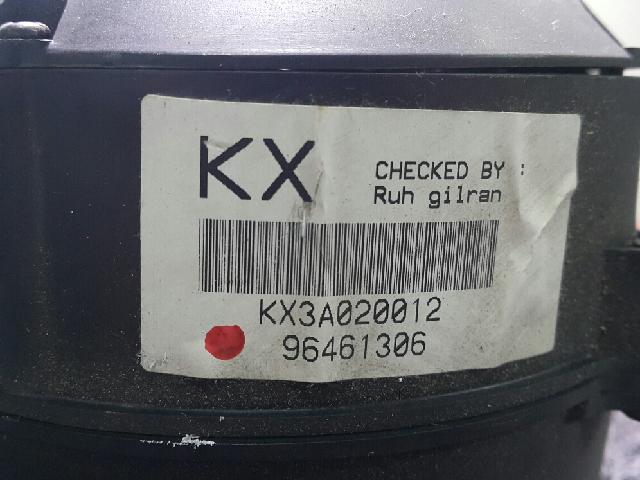 KX
CHECKED BY :
Ruh gilran
KX3A020012
96461306